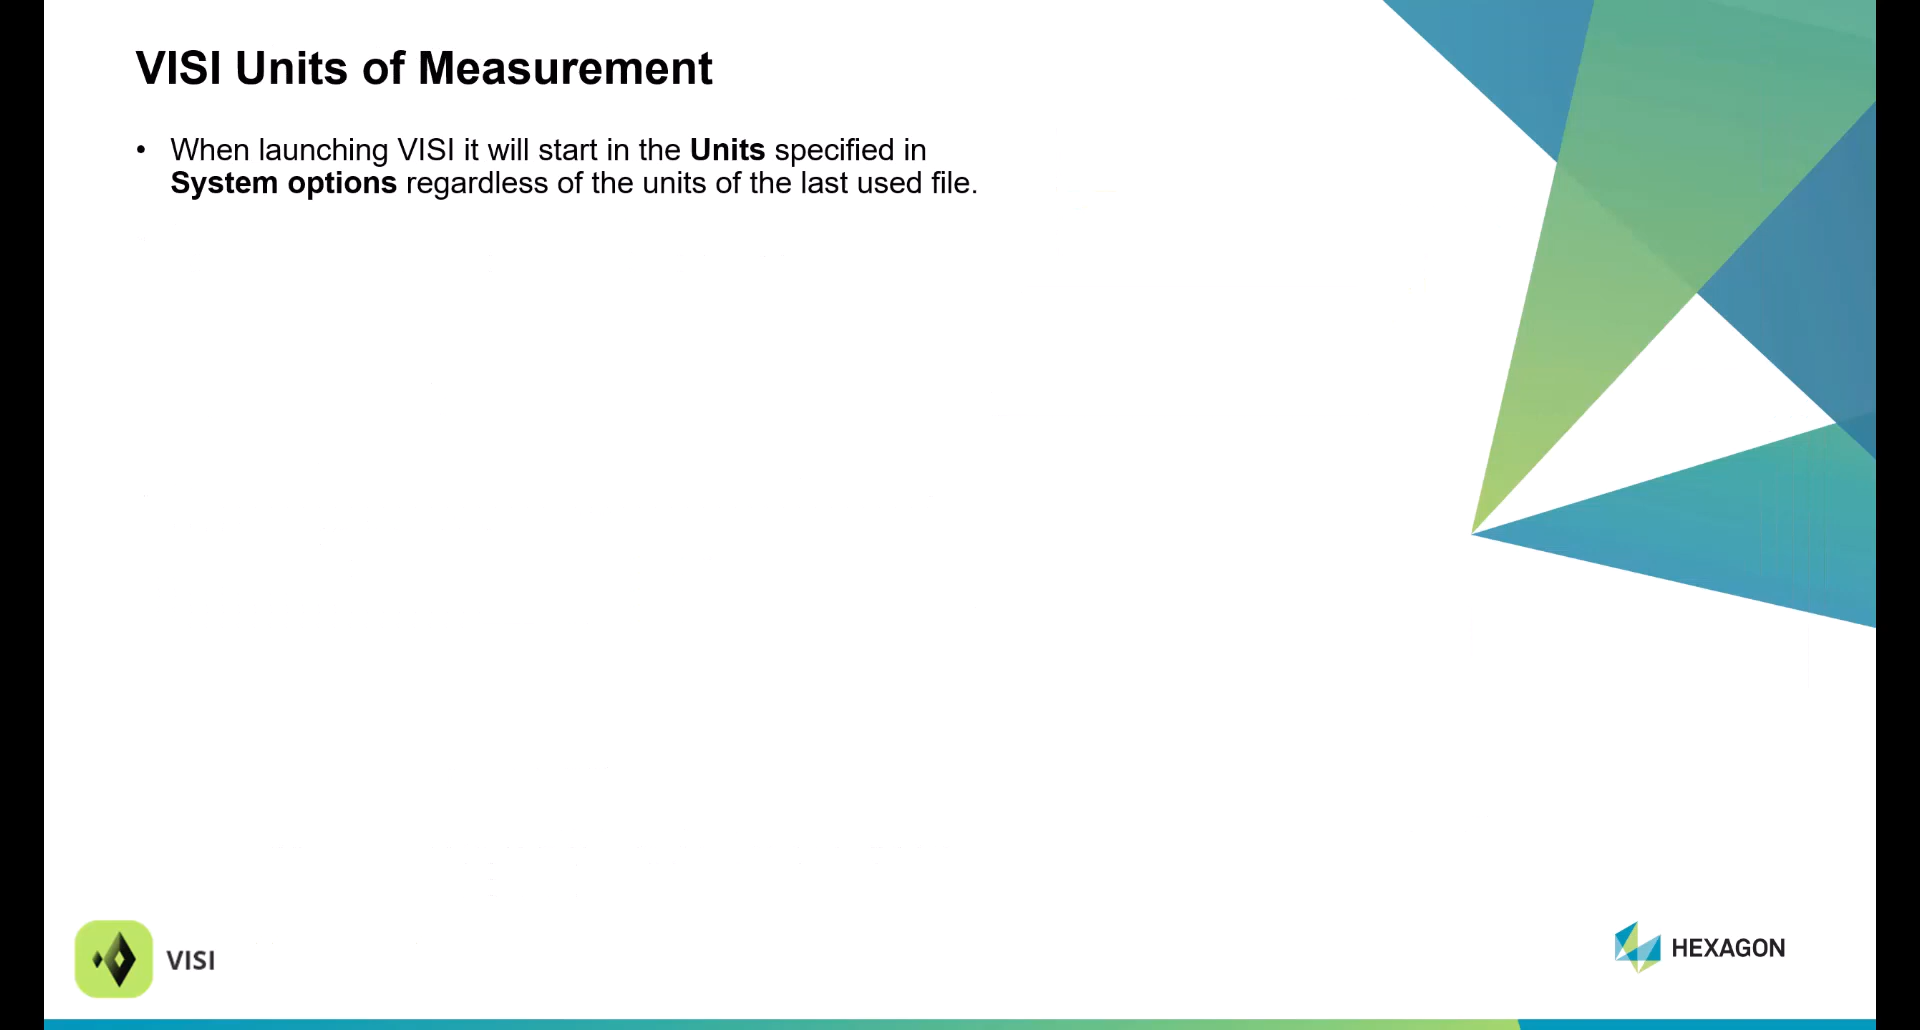 VISI Units of Measurement
• When launching VISI it will start in the Units specified in
System options regardless of the units of the last used file.
VISI
HEXAGON